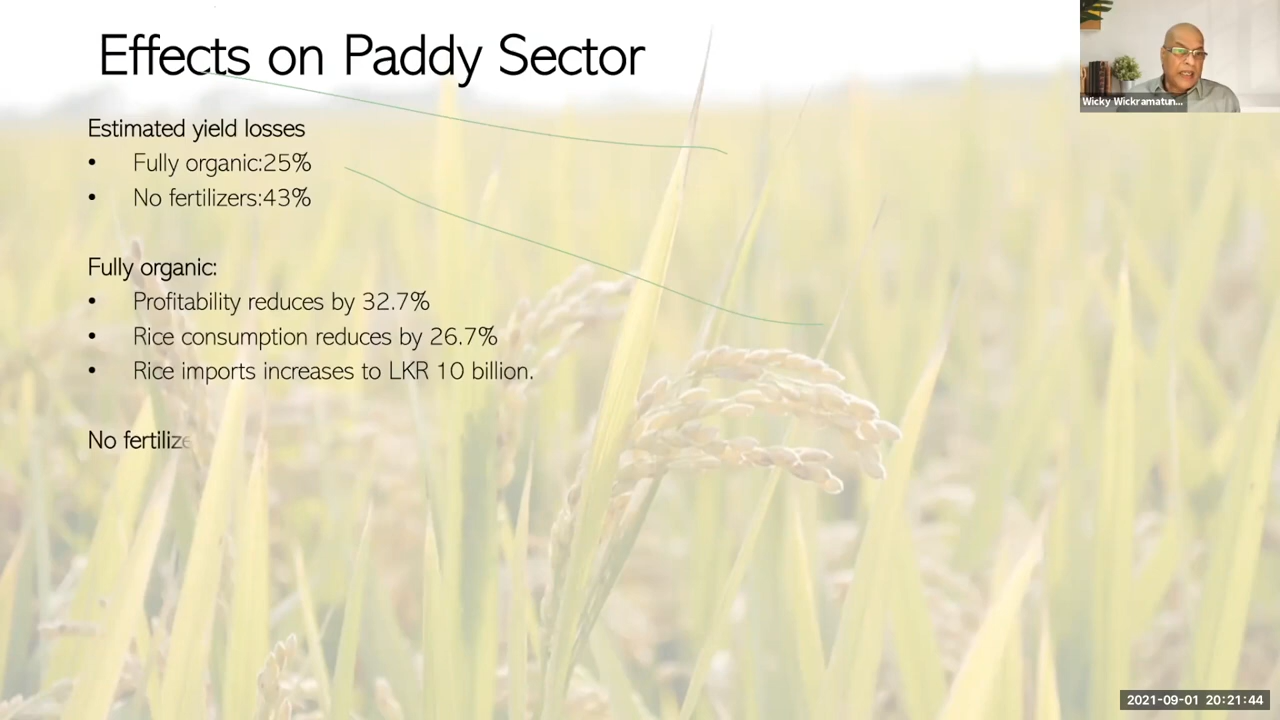 Effects on Paddy Sector
Wicky Wickramatun...
Estimated yield losses
• Fully organic:25%
• No fertilizers:43%
Fully organic:
• Profitability reduces by 32.7%
• Rice consumption reduces by 26.7%
• Rice imports increases to LKR 10 billion.
No fertilize
2021-09-01 20:21:44